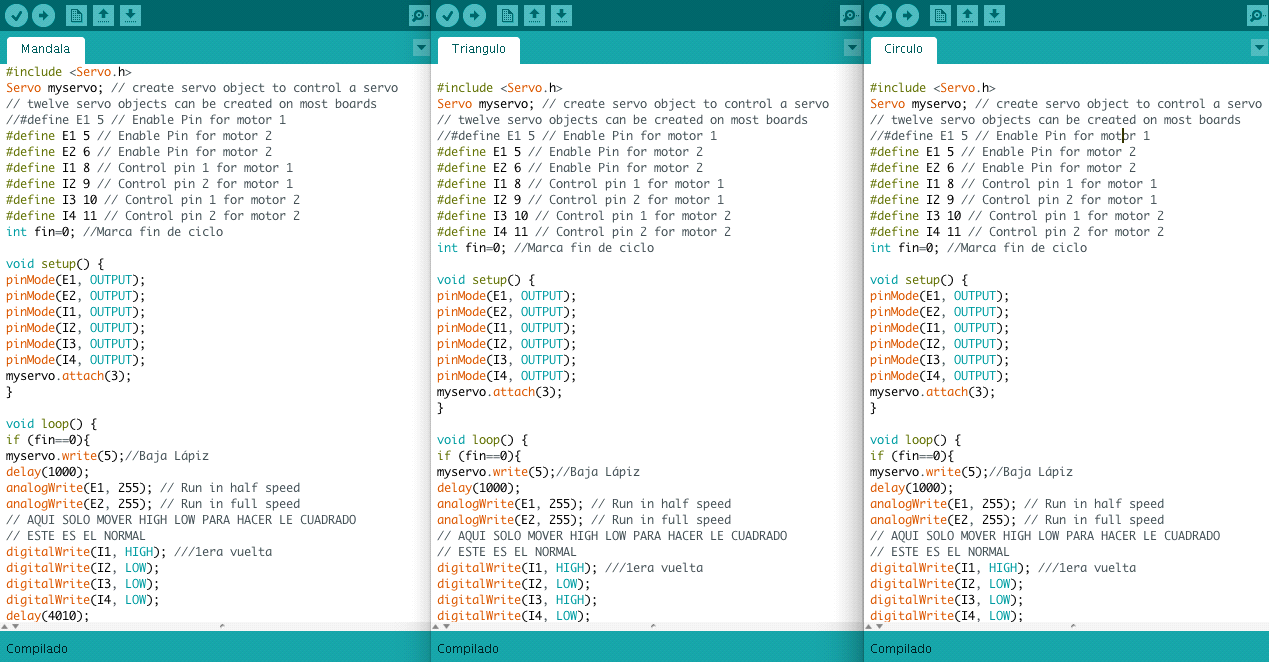 Mandala
#include <Servo.h>
Servo myservo; // create servo object to control a servo
// twelve servo objects can be created on most boards
//#define E1 5 // Enable Pin for motor 1
#define E1 5 // Enable Pin for motor 2
#define E2 6 // Enable Pin for motor 2
#define I1 8 // Control pin 1 for motor 1
#define I2 9 // Control pin 2 for motor 1
#define I3 10 // Control pin 1 for motor 2
#define I4 11 // Control pin 2 for motor 2
int fin=0; //Marca fin de ciclo
void setup() {
pinMode(E1, OUTPUT);
pinMode(E2, OUTPUT);
pinMode(I1, OUTPUT);
pinMode(I2, OUTPUT);
pinMode(I3, OUTPUT);
pinMode(I4, OUTPUT);
myservo.attach(3);
}
void loop() {
if (fin==0){
myservo.write(5);//Baja Lápiz
delay(1000);
analogWrite(E1, 255); // Run in half speed
analogWrite(E2, 255); // Run in full speed
// AQUI SOLO MOVER HIGH LOW PARA HACER LE CUADRADO
// ESTE ES EL NORMAL
digitalWrite(I1, HIGH); ///1era vuelta
digitalWrite(I2, LOW);
digitalWrite(I3, LOW);
digitalWrite(I4, LOW);
delay(4010);
Compilado
Triangulo
#include <Servo.h>
Servo myservo; // create servo object to control a servo
// twelve servo objects can be created on most boards
//#define E1 5 // Enable Pin for motor 1
#define E1 5 // Enable Pin for motor 2
#define E2 6 // Enable Pin for motor 2
#define I1 8 // Control pin 1 for motor 1
#define I2 9 // Control pin 2 for motor 1
#define I3 10 // Control pin 1 for motor 2
#define I4 11 // Control pin 2 for motor 2
int fin=0; //Marca fin de ciclo
void setup() {
pinMode(E1, OUTPUT);
pinMode(E2, OUTPUT);
pinMode(I1, OUTPUT);
pinMode(I2, OUTPUT);
pinMode(I3, OUTPUT);
pinMode(I4, OUTPUT);
myservo.attach(3);
}
void loop() {
if (fin==0){
myservo.write(5);//Baja Lápiz
delay(1000);
analogWrite(E1, 255); // Run in half speed
analogWrite(E2, 255); // Run in full speed
// AQUI SOLO MOVER HIGH LOW PARA HACER LE CUADRADO
// ESTE ES EL NORMAL
digitalWrite(I1, HIGH); ///1era vuelta
digitalWrite(I2, LOW);
digitalWrite(I3, HIGH);
digitalWrite(I4, LOW);
Compilado
Circulo
#include <Servo.h>
Servo myservo; // create servo object to control a servo
// twelve servo objects can be created on most boards
//#define E1 5 // Enable Pin for motor 1
#define E1 5 // Enable Pin for motor 2
#define E2 6 // Enable Pin for motor 2
#define I1 8 // Control pin 1 for motor 1
#define I2 9 // Control pin 2 for motor 1
#define I3 10 // Control pin 1 for motor 2
#define I4 11 // Control pin 2 for motor 2
int fin=0; //Marca fin de ciclo
void setup() {
pinMode(E1, OUTPUT);
pinMode(E2, OUTPUT);
pinMode(I1, OUTPUT);
pinMode(I2, OUTPUT);
pinMode(I3, OUTPUT);
pinMode(I4, OUTPUT);
myservo.attach(3);
}
void loop() {
if (fin==0){
myservo.write(5);//Baja Lápiz
delay(1000);
analogWrite(E1, 255); // Run in half speed
analogWrite(E2, 255); // Run in full speed
// AQUI SOLO MOVER HIGH LOW PARA HACER LE CUADRADO
// ESTE ES EL NORMAL
digitalWrite(I1, HIGH); ///1era vuelta
digitalWrite(I2, LOW);
digitalWrite(I3, LOW);
digitalWrite(I4, LOW);
Compilado